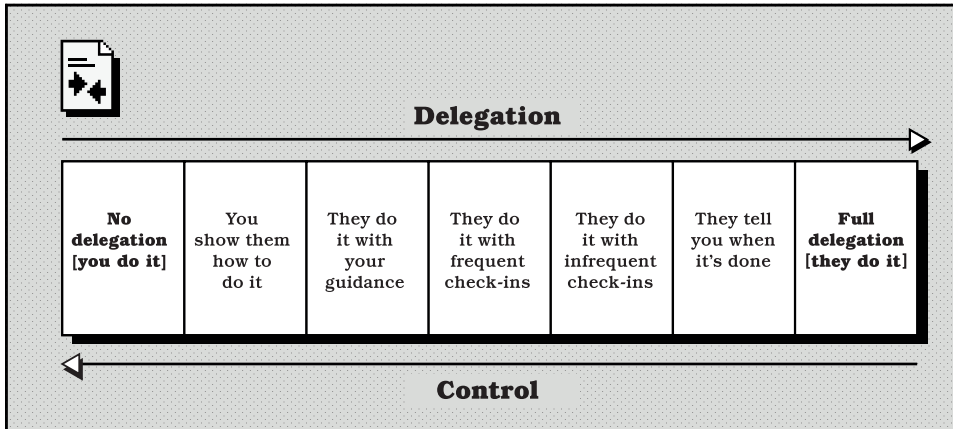 Delegation
No
delegation
[you do it]
You
show them
how to
do it
They do
it with
your
guidance
They do
it with
frequent
check-ins
They do
it with
infrequent
check-ins
They tell
you when
it's done
Full
delegation
[they do it]
Control